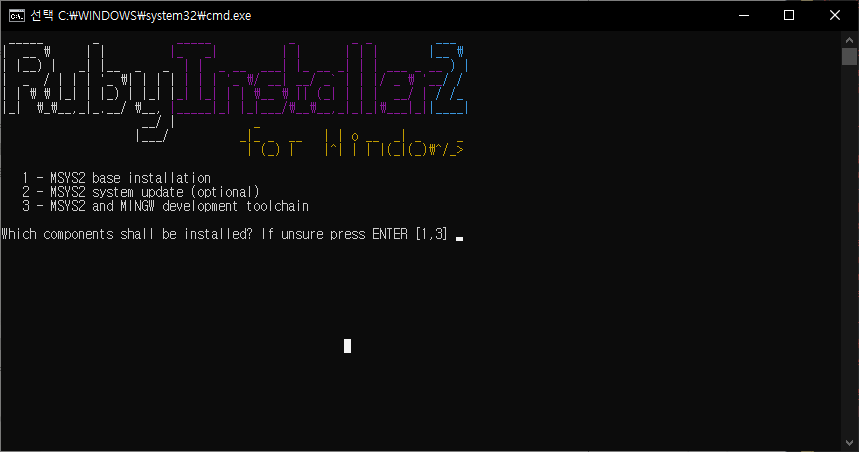 선택 C:₩WINDOWS₩system32₩cmd.exe
RubyInstaller2
for Windows
1 - MSYS2 base installation
2 - MSYS2 system update (optional)
3 - MSYS2 and MINGW development toolchain
Which components shall be installed? If unsure press ENTER [1,3]